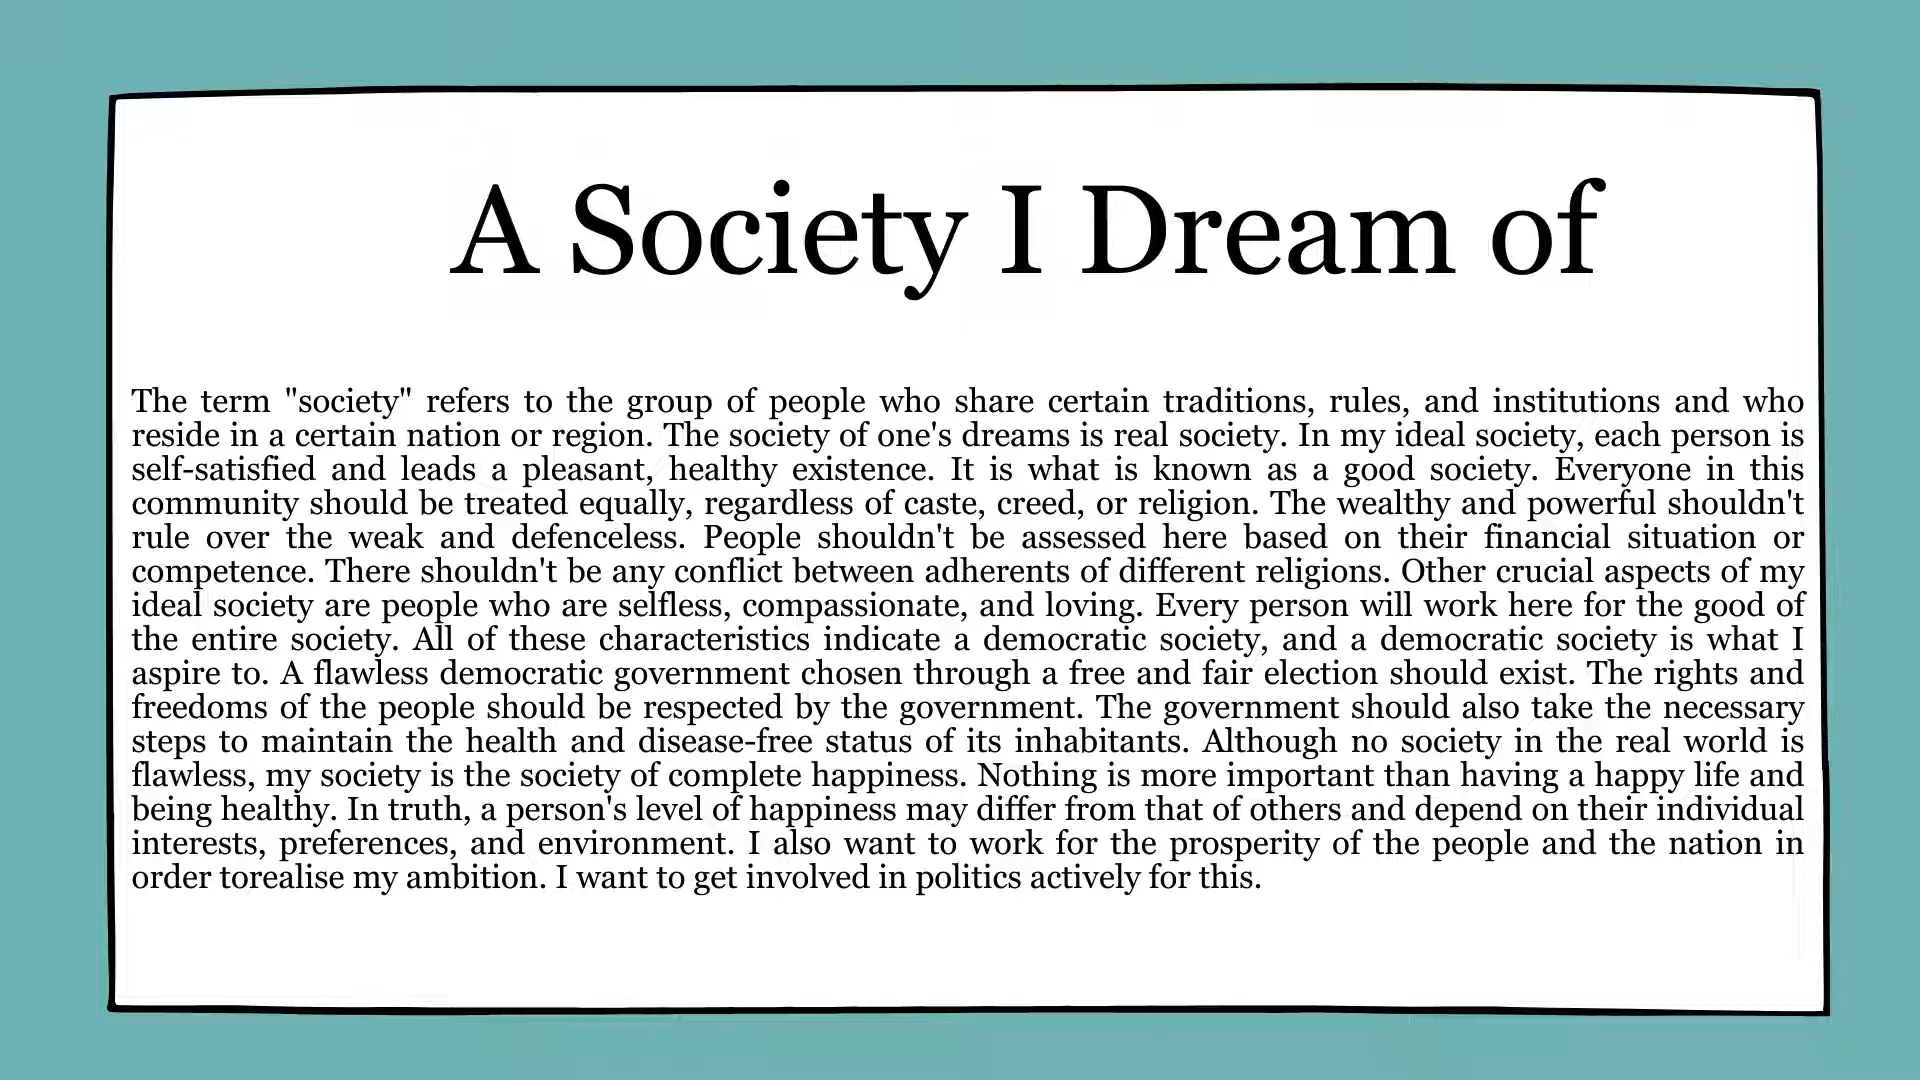 A Society I Dream of
The term "society" refers to the group of people who share certain traditions, rules, and institutions and who
reside in a certain nation or region. The society of one's dreams is real society. In my ideal society, each person is
self-satisfied and leads a pleasant, healthy existence. It is what is known as a good society. Everyone in this
community should be treated equally, regardless of caste, creed, or religion. The wealthy and powerful shouldn't
rule over the weak and defenceless. People shouldn't be assessed here based on their financial situation or
competence. There shouldn't be any conflict between adherents of different religions. Other crucial aspects of my
ideal society are people who are selfless, compassionate, and loving. Every person will work here for the good of
the entire society. All of these characteristics indicate a democratic society, and a democratic society is what I
aspire to. A flawless democratic government chosen through a free and fair election should exist. The rights and
freedoms of the people should be respected by the government. The government should also take the necessary
steps to maintain the health and disease-free status of its inhabitants. Although no society in the real world is
flawless, my society is the society of complete happiness. Nothing is more important than having a happy life and
being healthy. In truth, a person's level of happiness may differ from that of others and depend on their individual
interests, preferences, and environment. I also want to work for the prosperity of the people and the nation in
order torealise my ambition. I want to get involved in politics actively for this.